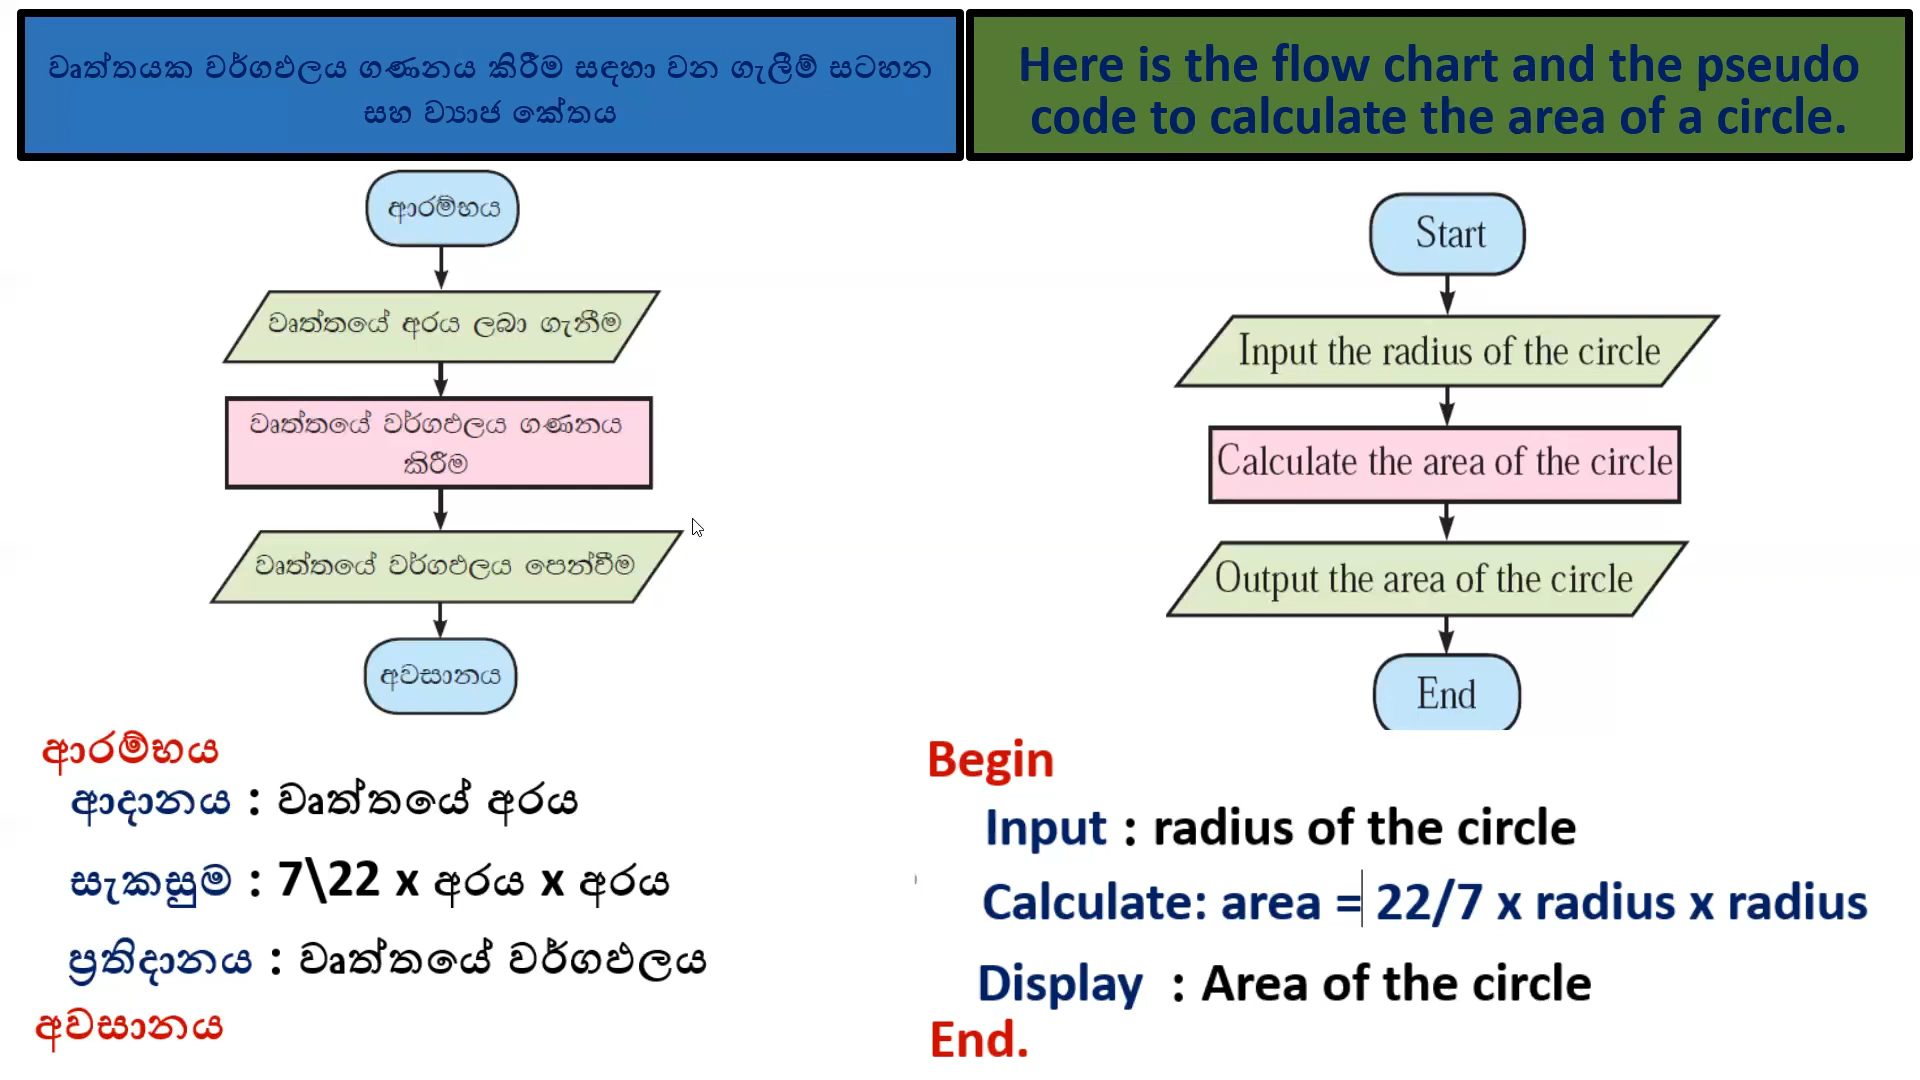 වෘත්තයක වර්ගඵලය ගණනය කිරීම සඳහා වන ගැලීම් සටහන
සහ ව්‍යාජ කේතය
Here is the flow chart and the pseudo
code to calculate the area of a circle.
ආරම්භය
වෘත්තයේ අරය ලබා ගැනීම
වෘත්තයේ වර්ගඵලය ගණනය
කිරීම
වෘත්තයේ වර්ගඵලය පෙන්වීම
අවසානය
Start
Input the radius of the circle
Calculate the area of the circle
Output the area of the circle
End
ආරම්භය
ආදානය : වෘත්තයේ අරය
සැකසුම : 7\22 x අරය x අරය
ප්‍රතිදානය : වෘත්තයේ වර්ගඵලය
අවසානය
Begin
Input : radius of the circle
Calculate: area = 22/7 x radius x radius
Display : Area of the circle
End.